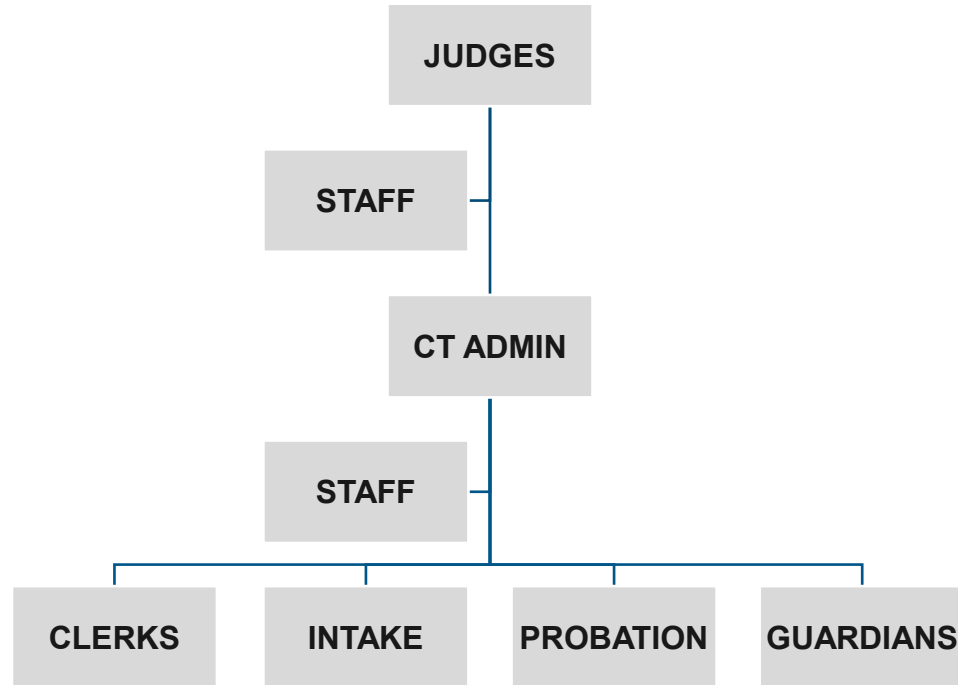 JUDGES
STAFF
CT ADMIN
STAFF
CLERKS
INTAKE
PROBATION
GUARDIANS